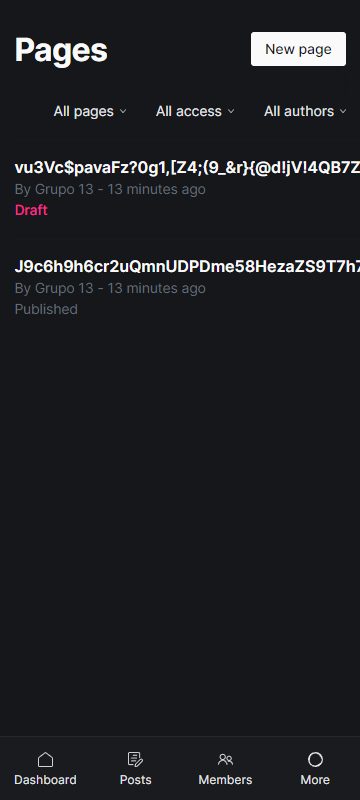 Pages
New page
All pages
All access
All authors
vu3Vc$pavaFz?0g1,[Z4;(9_&r}{@d!jV!4QB7Z
By Grupo 13 - 13 minutes ago
Draft
J9c6h9h6cr2uQmnUDPDme58HezaZS9T7h7
By Grupo 13 - 13 minutes ago
Published
Dashboard
Posts
Members
More